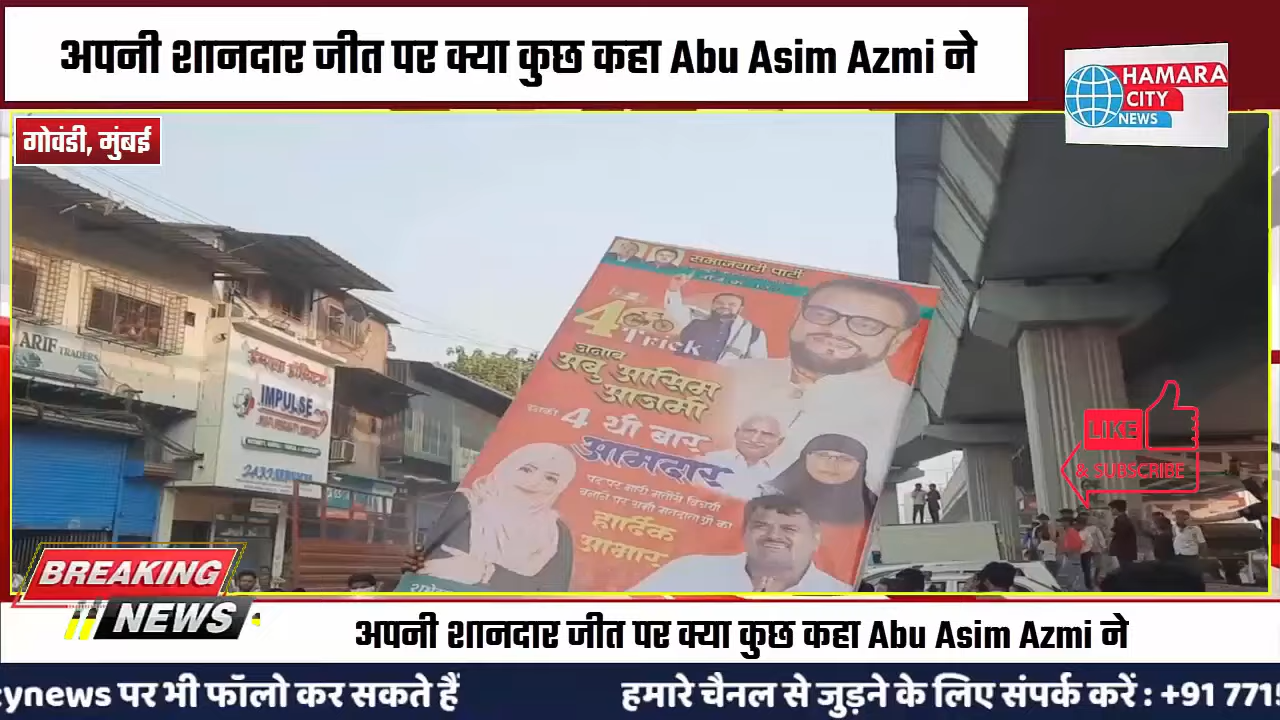 अपनी शानदार जीत पर क्या कुछ कहा Abu Asim Azmi ने
HAMARA
CITY
NEWS
गोवंडी, मुंबई
समाजवादी पार्टी
4
Trick
जनाब
अबु आसिम
आजमी
4 थी बार
आमदार
हार्दिक
आभार
ARIF TRADERS
IMPULSE
LIKE
& SUBSCRIBE
BREAKING
NEWS
अपनी शानदार जीत पर क्या कुछ कहा Abu Asim Azmi ने
cynews पर भी फॉलो कर सकते हैं
हमारे चैनल से जुड़ने के लिए संपर्क करें : +91 771